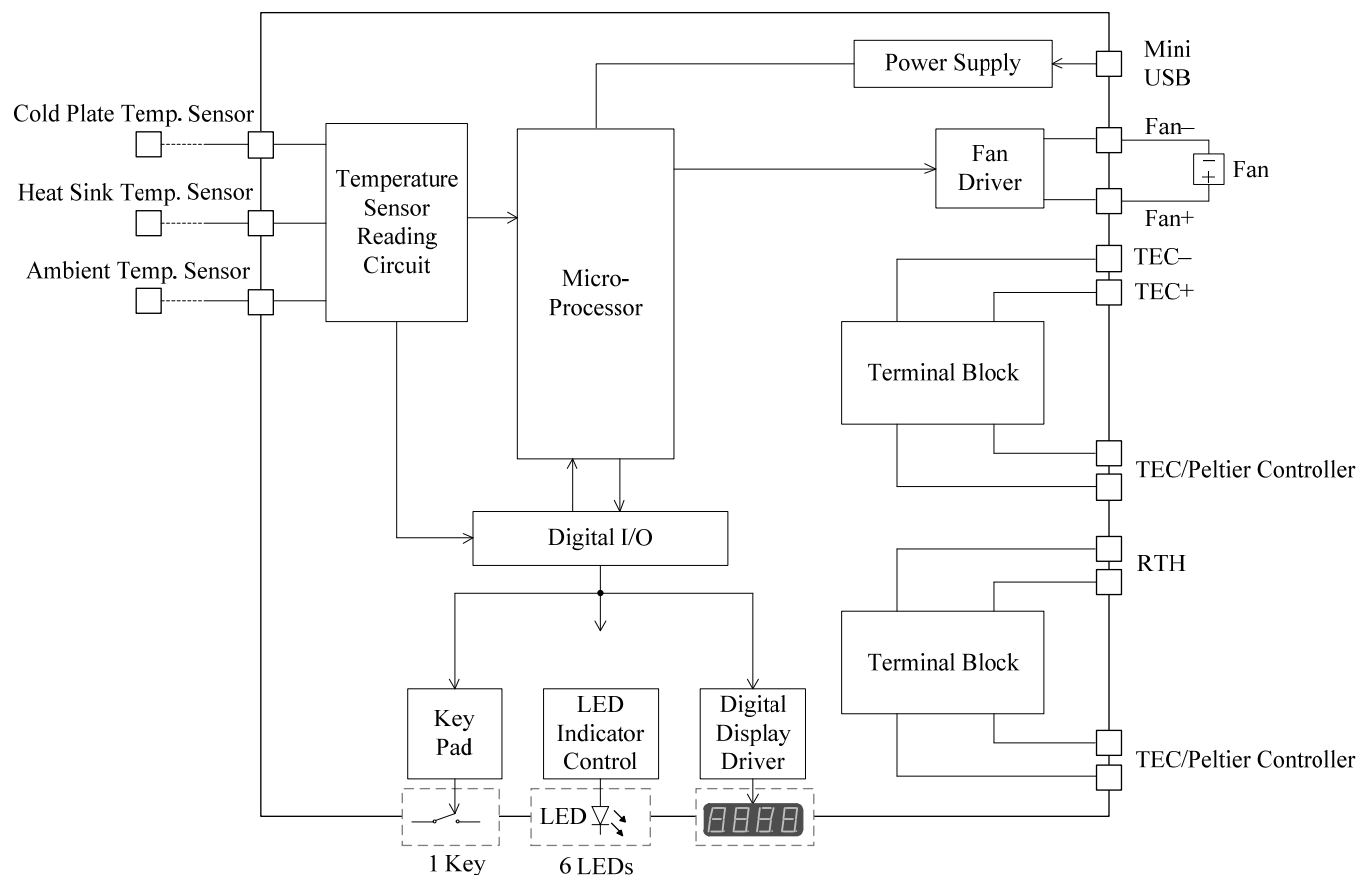 Power Supply
Mini
USB
Cold Plate Temp. Sensor
Fan–
Fan
Driver
–
+
Fan
Temperature
Sensor
Reading
Circuit
Heat Sink Temp. Sensor
Fan+
Ambient Temp. Sensor
TEC–
TEC+
Micro-
Processor
Terminal Block
TEC/Peltier Controller
Digital I/O
RTH
Terminal Block
Key
Pad
LED
Indicator
Control
Digital
Display
Driver
TEC/Peltier Controller
LED
8888
1 Key
6 LEDs